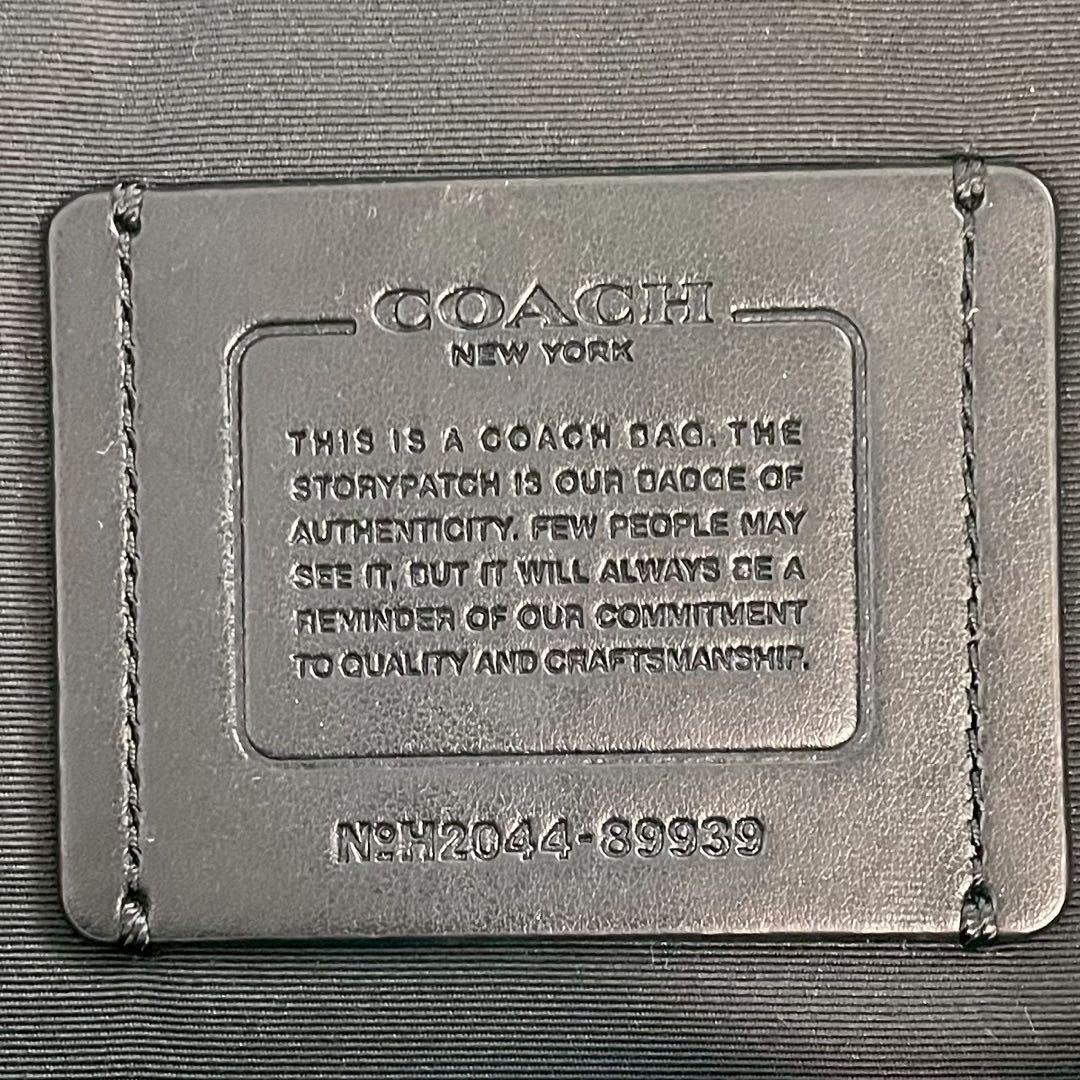 COACH
NEW YORK
THIS IS A COACH BAG. THE
STORYPATCH IS OUR BADGE OF
AUTHENTICITY. FEW PEOPLE MAY
SEE IT, BUT IT WILL ALWAYS BE A
REMINDER OF OUR COMMITMENT
TO QUALITY AND CRAFTSMANSHIP.
NºH2044-89939